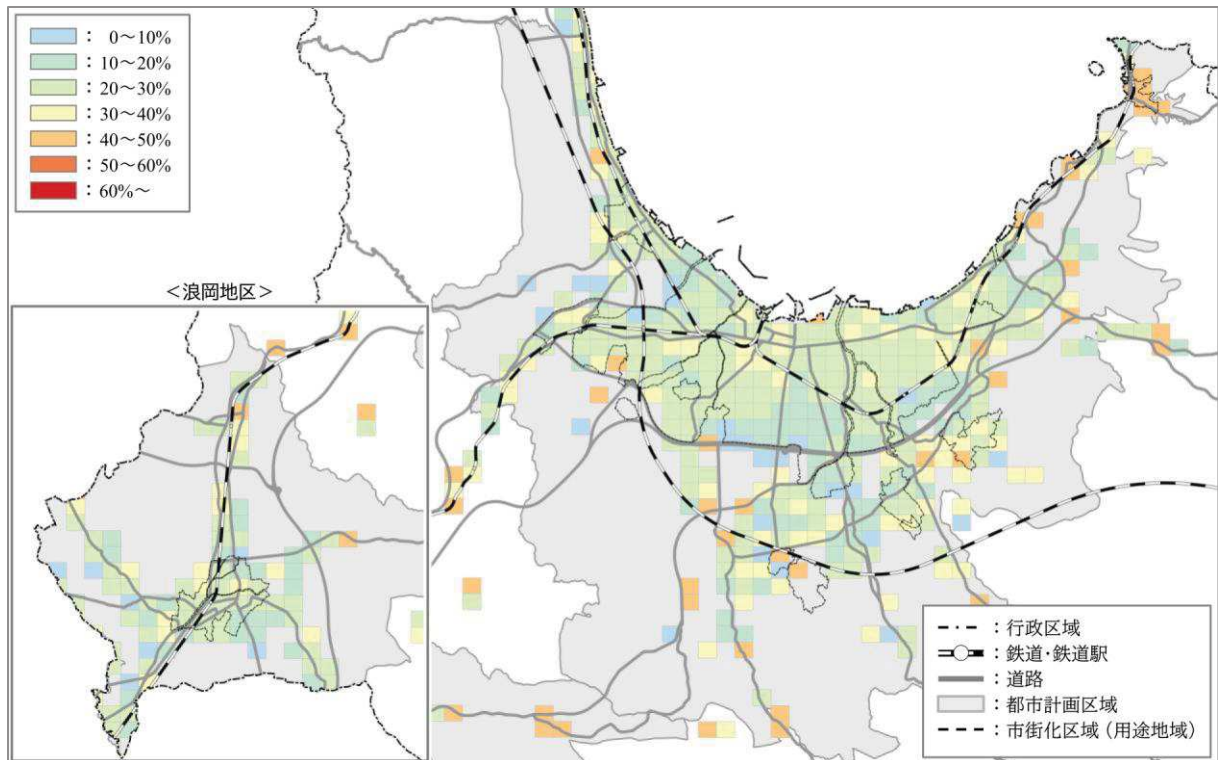 ： 0～10%
： 10～20%
： 20～30%
： 30～40%
： 40～50%
： 50～60%
： 60%～
＜浪岡地区＞
：行政区域
：鉄道・鉄道駅
：道路
：都市計画区域
：市街化区域（用途地域）